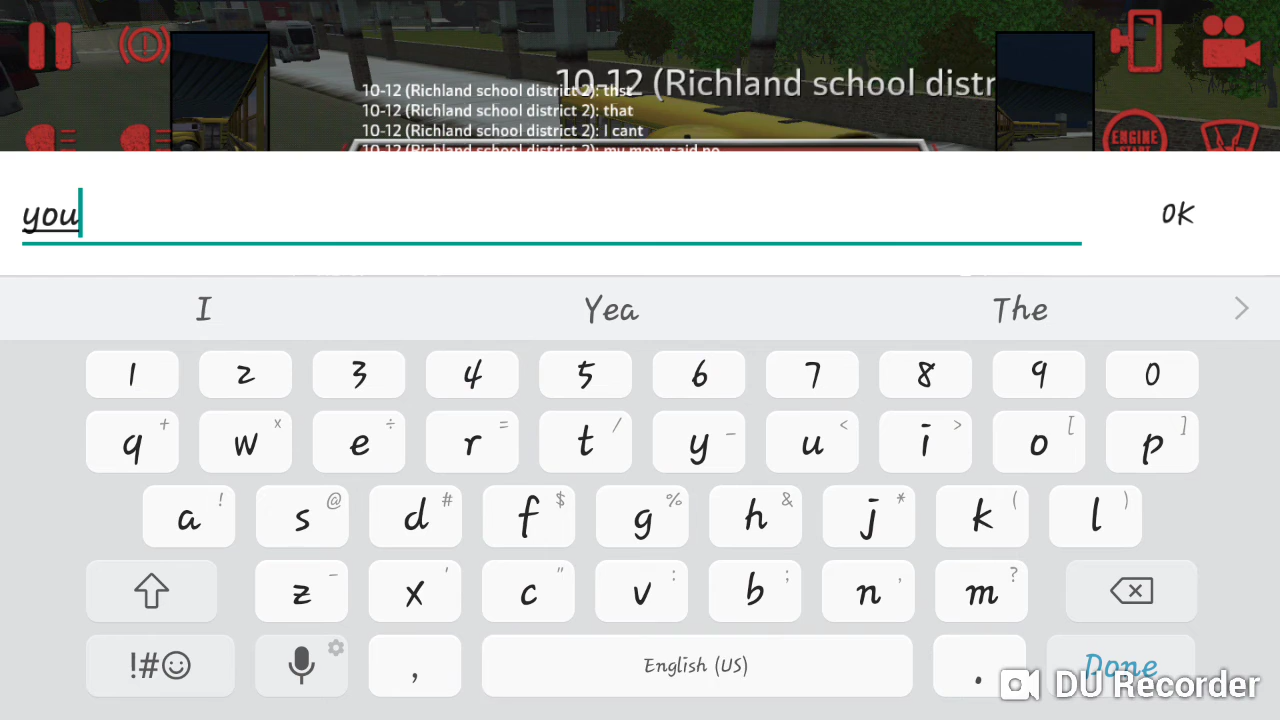 10-12 (Richland school distr
10-12 (Richland school district 2): thst
10-12 (Richland school district 2): that
10-12 (Richland school district 2): I cant
10-12 (Richland school district 2): my mom said no
ENGINE
START
you
OK
I
Yea
The
1 2 3 4 5 6 7 8 9 0
q + w × e ÷ r = t / y _ u < i > o [ p ]
a ! s @ d # f $ g % h & j * k ( l )
z - x ' c " v : b ; n , m ?
!#☺ , English (US) . Done
DU Recorder